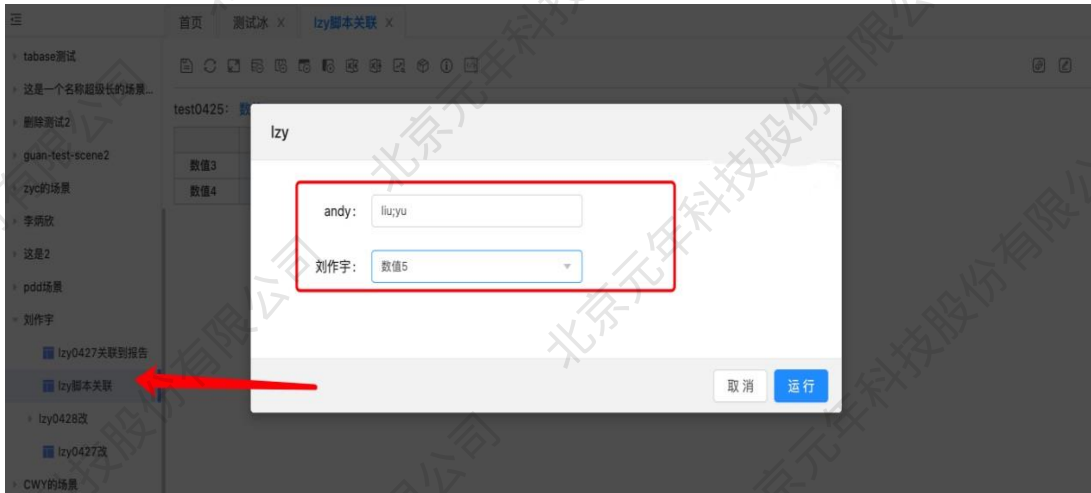 首页
测试冰 ×
lzy脚本关联 ×
tabase测试
这是一个名称超级长的场景...
删除测试2
guan-test-scene2
zyc的场景
李炳欣
这是2
pdd场景
刘作宇
lzy0427关联到报告
lzy脚本关联
lzy0428改
lzy0427改
CWY的场景
test0425:
数值3
数值4
lzy
andy:
liu;yu
刘作宇:
数值5
取 消
运 行
北京元年科技股份有限公司